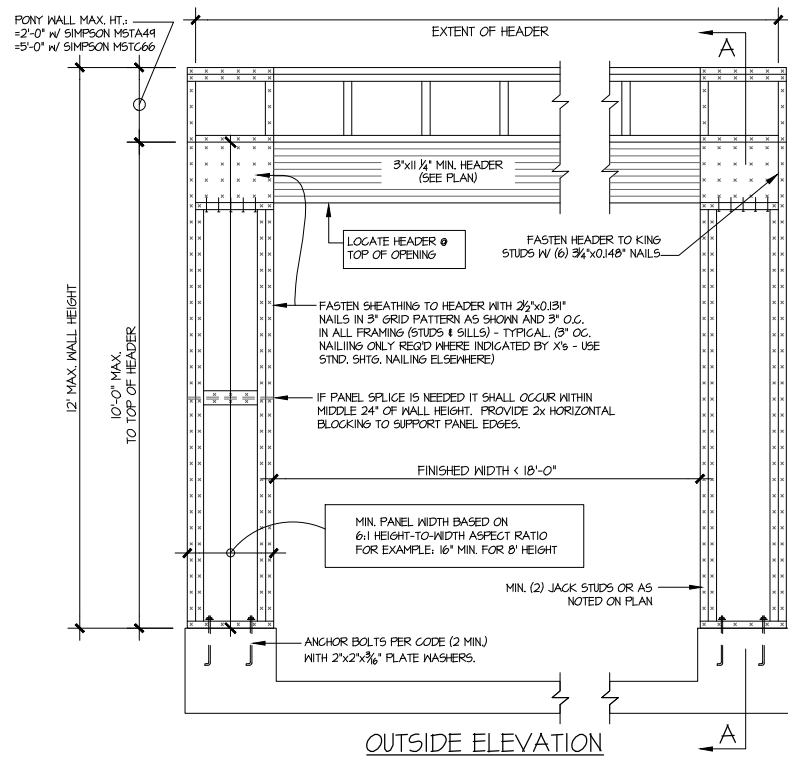 PONY WALL MAX. HT.:
=2'-0" W/ SIMPSON MSTA49
=5'-0" W/ SIMPSON MSTC66
EXTENT OF HEADER
A
3"x11 1/4" MIN. HEADER
(SEE PLAN)
LOCATE HEADER @
TOP OF OPENING
FASTEN HEADER TO KING
STUDS W/ (6) 3/4"x0.148" NAILS
FASTEN SHEATHING TO HEADER WITH 2 1/2"x0.131"
NAILS IN 3" GRID PATTERN AS SHOWN AND 3" O.C.
IN ALL FRAMING (STUDS & SILLS) - TYPICAL. (3" OC.
NAILIING ONLY REQ'D WHERE INDICATED BY X's - USE
STND. SHTG. NAILING ELSEWHERE)
12' MAX. WALL HEIGHT
10'-0" MAX.
TO TOP OF HEADER
IF PANEL SPLICE IS NEEDED IT SHALL OCCUR WITHIN
MIDDLE 24" OF WALL HEIGHT. PROVIDE 2x HORIZONTAL
BLOCKING TO SUPPORT PANEL EDGES.
FINISHED WIDTH < 18'-0"
MIN. PANEL WIDTH BASED ON
6:1 HEIGHT-TO-WIDTH ASPECT RATIO
FOR EXAMPLE: 16" MIN. FOR 8' HEIGHT
MIN. (2) JACK STUDS OR AS
NOTED ON PLAN
ANCHOR BOLTS PER CODE (2 MIN.)
WITH 2"x2"x3/16" PLATE WASHERS.
A
OUTSIDE ELEVATION